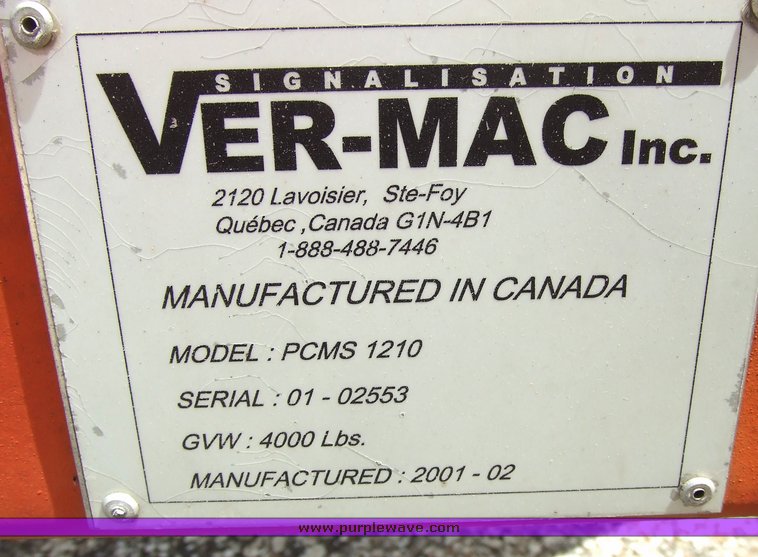 SIGNALISATION
VER-MAC Inc.
2120 Lavoisier, Ste-Foy
Québec ,Canada G1N-4B1
1-888-488-7446
MANUFACTURED IN CANADA
MODEL : PCMS 1210
SERIAL : 01 - 02553
GVW : 4000 Lbs.
MANUFACTURED : 2001 - 02
www.purplewave.com